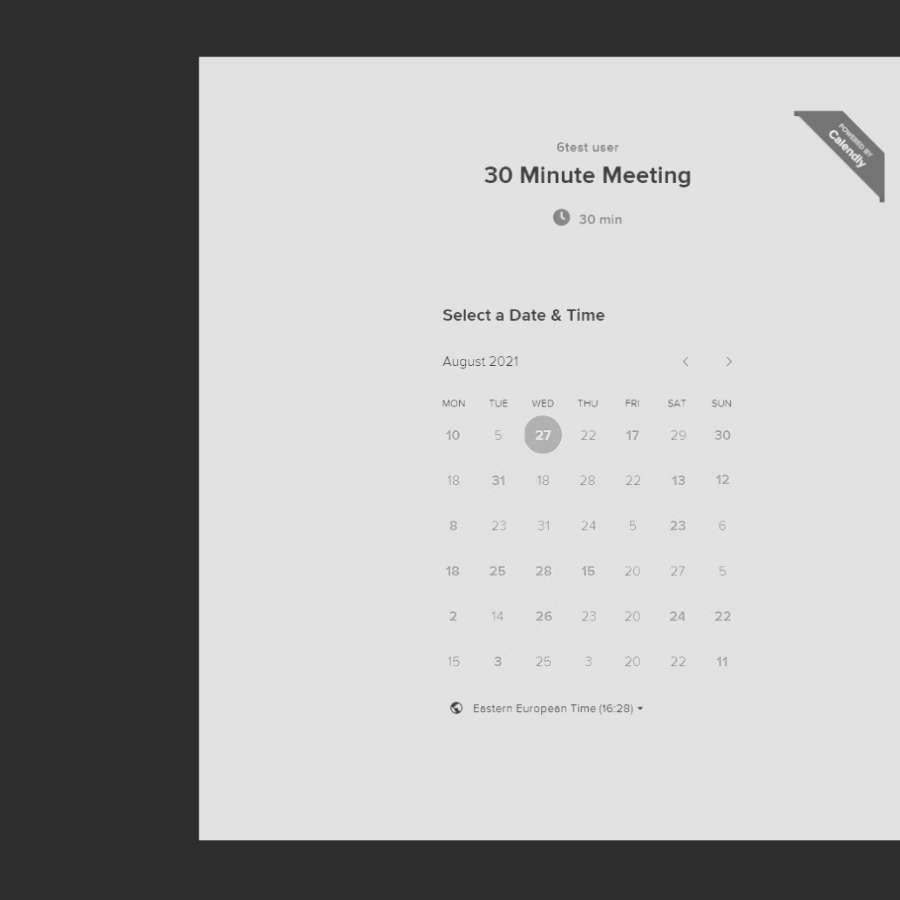 POWERED BY
Calendly
6test user
30 Minute Meeting
30 min
Select a Date & Time
August 2021
MON TUE WED THU FRI SAT SUN
10 5 27 22 17 29 30
18 31 18 28 22 13 12
8 23 31 24 5 23 6
18 25 28 15 20 27 5
2 14 26 23 20 24 22
15 3 25 3 20 22 11
Eastern European Time (16:28)